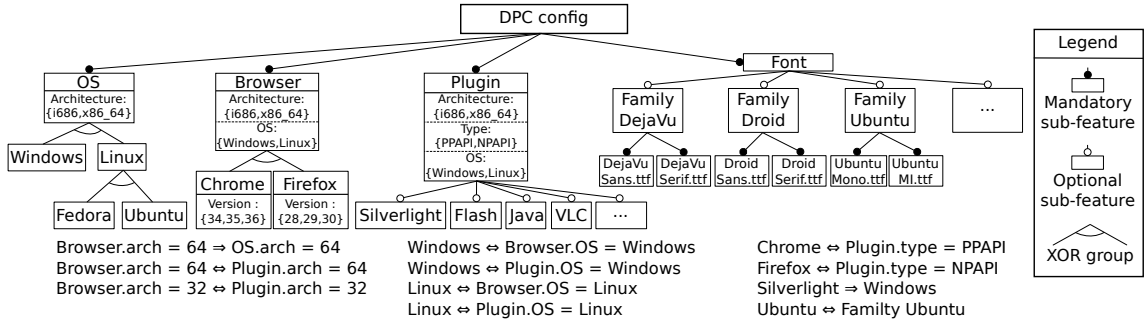 DPC config
OS
Architecture:
{i686,x86_64}
Windows
Linux
Fedora
Ubuntu
Browser
Architecture:
{i686,x86_64}
OS:
{Windows,Linux}
Chrome
Version :
{34,35,36}
Firefox
Version :
{28,29,30}
Plugin
Architecture:
{i686,x86_64}
Type:
{PPAPI,NPAPI}
OS:
{Windows,Linux}
Silverlight
Flash
Java
VLC
...
Font
Family
DejaVu
DejaVu
Sans.ttf
DejaVu
Serif.ttf
Family
Droid
Droid
Sans.ttf
Droid
Serif.ttf
Family
Ubuntu
Ubuntu
Mono.ttf
Ubuntu
MI.ttf
...
Browser.arch = 64 ⇒ OS.arch = 64
Browser.arch = 64 ⇔ Plugin.arch = 64
Browser.arch = 32 ⇔ Plugin.arch = 32
Windows ⇔ Browser.OS = Windows
Windows ⇔ Plugin.OS = Windows
Linux ⇔ Browser.OS = Linux
Linux ⇔ Plugin.OS = Linux
Chrome ⇔ Plugin.type = PPAPI
Firefox ⇔ Plugin.type = NPAPI
Silverlight ⇒ Windows
Ubuntu ⇔ Familty Ubuntu
Legend
Mandatory
sub-feature
Optional
sub-feature
XOR group